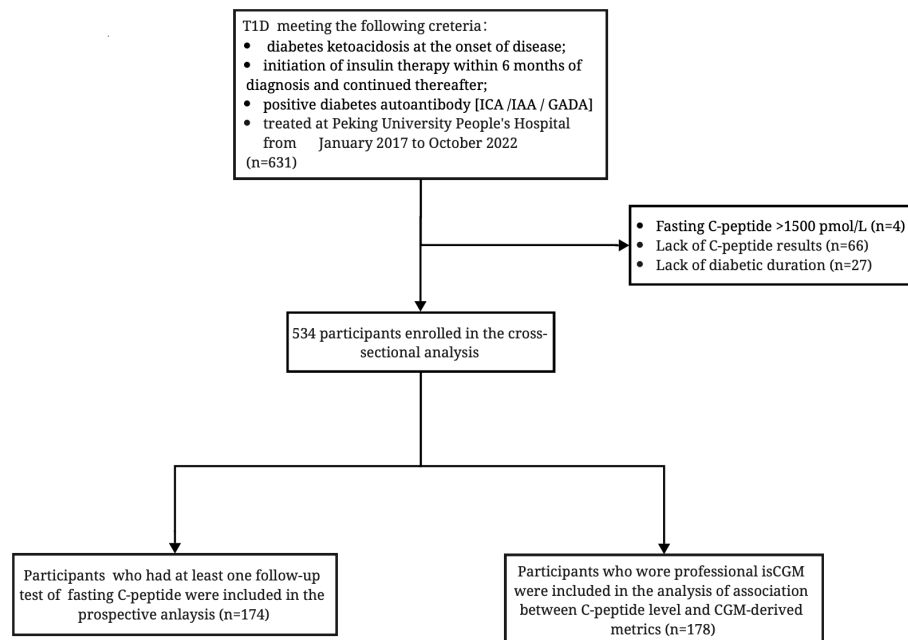 T1D meeting the following creteria:
• diabetes ketoacidosis at the onset of disease;
• initiation of insulin therapy within 6 months of
diagnosis and continued thereafter;
• positive diabetes autoantibody [ICA /IAA / GADA]
• treated at Peking University People's Hospital
from January 2017 to October 2022
(n=631)
• Fasting C-peptide >1500 pmol/L (n=4)
• Lack of C-peptide results (n=66)
• Lack of diabetic duration (n=27)
534 participants enrolled in the cross-
sectional analysis
Participants who had at least one follow-up
test of fasting C-peptide were included in the
prospective anlaysis (n=174)
Participants who wore professional isCGM
were included in the analysis of association
between C-peptide level and CGM-derived
metrics (n=178)